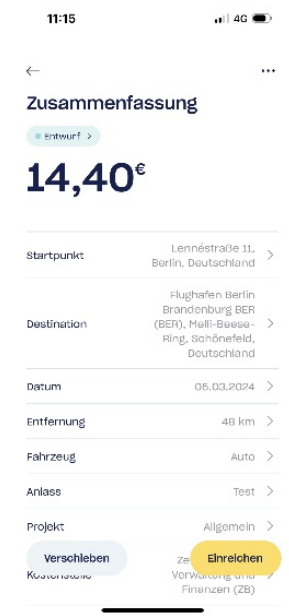 11:15
4G
Zusammenfassung
Entwurf >
14,40€
Startpunkt
Lennéstraße 11,
Berlin, Deutschland
Destination
Flughafen Berlin
Brandenburg BER
(BER), Melli-Beese-
Ring, Schönefeld,
Deutschland
Datum
05.03.2024
Entfernung
48 km
Fahrzeug
Auto
Anlass
Test
Projekt
Allgemein
Verschieben
Einreichen
Kostenstelle
Verwaltung und
Finanzen (ZB)